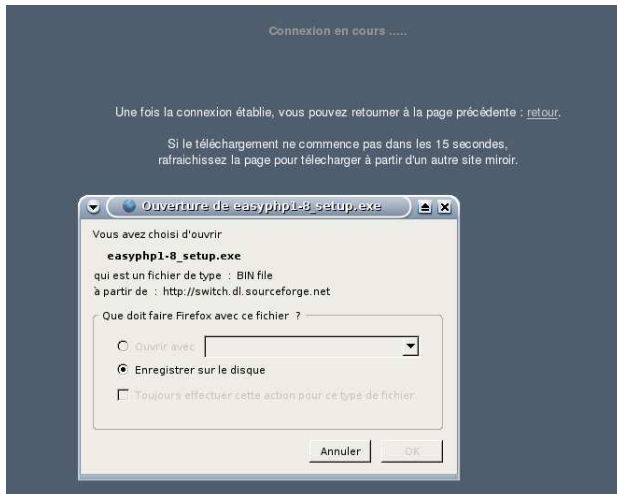 Connexion en cours .....
Une fois la connexion établie, vous pouvez retourner à la page précédente : retour.
Si le téléchargement ne commence pas dans les 15 secondes,
rafraichissez la page pour télecharger à partir d'un autre site miroir.
Ouverture de easyphp1-8_setup.exe
Vous avez choisi d'ouvrir
easyphp1-8_setup.exe
qui est un fichier de type : BIN file
à partir de : http://switch.dl.sourceforge.net
Que doit faire Firefox avec ce fichier ?
Ouvrir avec
Enregistrer sur le disque
Toujours effectuer cette action pour ce type de fichier.
Annuler OK